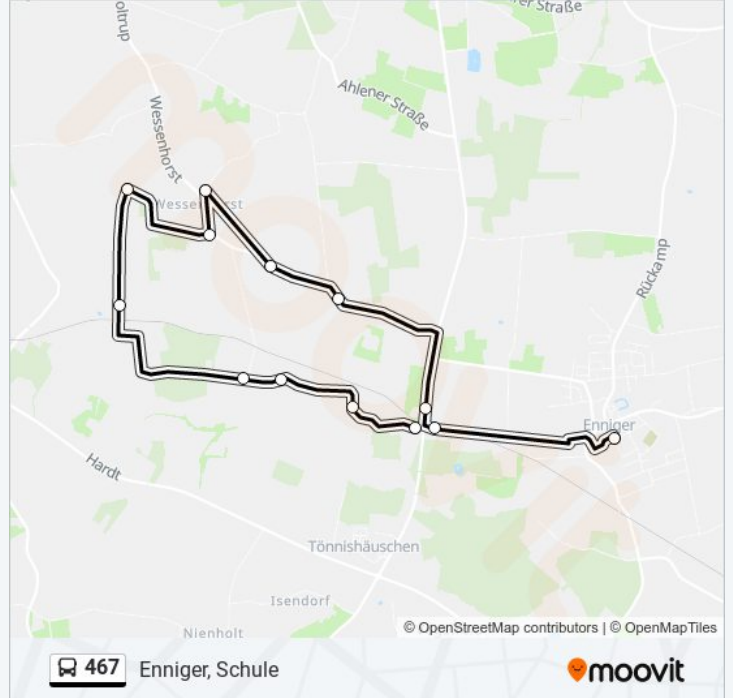 oltrup
rer Straße
Ahlener Straße
Wessenhorst
Wessenhorst
Rückamp
Enniger
Hardt
Tönnishäuschen
Isendorf
Nienholt
© OpenStreetMap contributors | © OpenMapTiles
467 Enniger, Schule
moovit